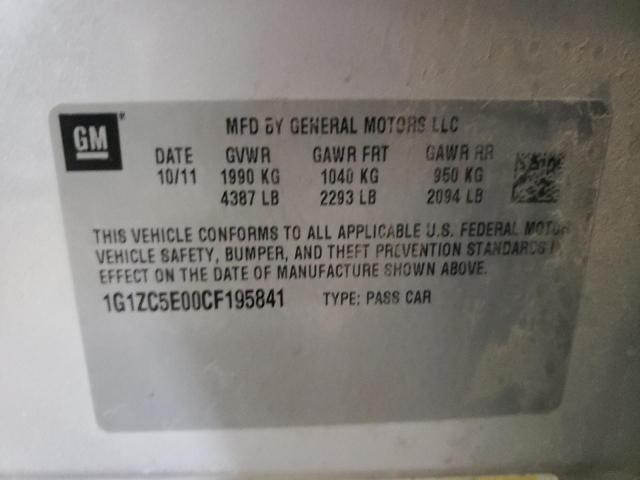 GM®
MFD BY GENERAL MOTORS LLC
DATE GVWR GAWR FRT GAWR RR
10/11 1990 KG 1040 KG 950 KG
4387 LB 2293 LB 2094 LB
THIS VEHICLE CONFORMS TO ALL APPLICABLE U.S. FEDERAL MOTOR
VEHICLE SAFETY, BUMPER, AND THEFT PREVENTION STANDARDS
EFFECT ON THE DATE OF MANUFACTURE SHOWN ABOVE.
1G1ZC5E00CF195841 TYPE: PASS CAR